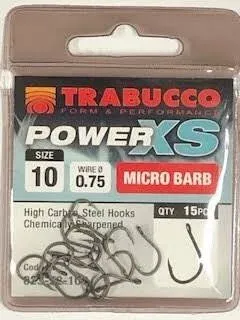 TRABUCCO
FORM & PERFORMANCE
POWER XS
SIZE
10
WIRE Ø
0.75
MICRO BARB
High Carbon Steel Hooks
Chemically Sharpened
QTY 15PCS